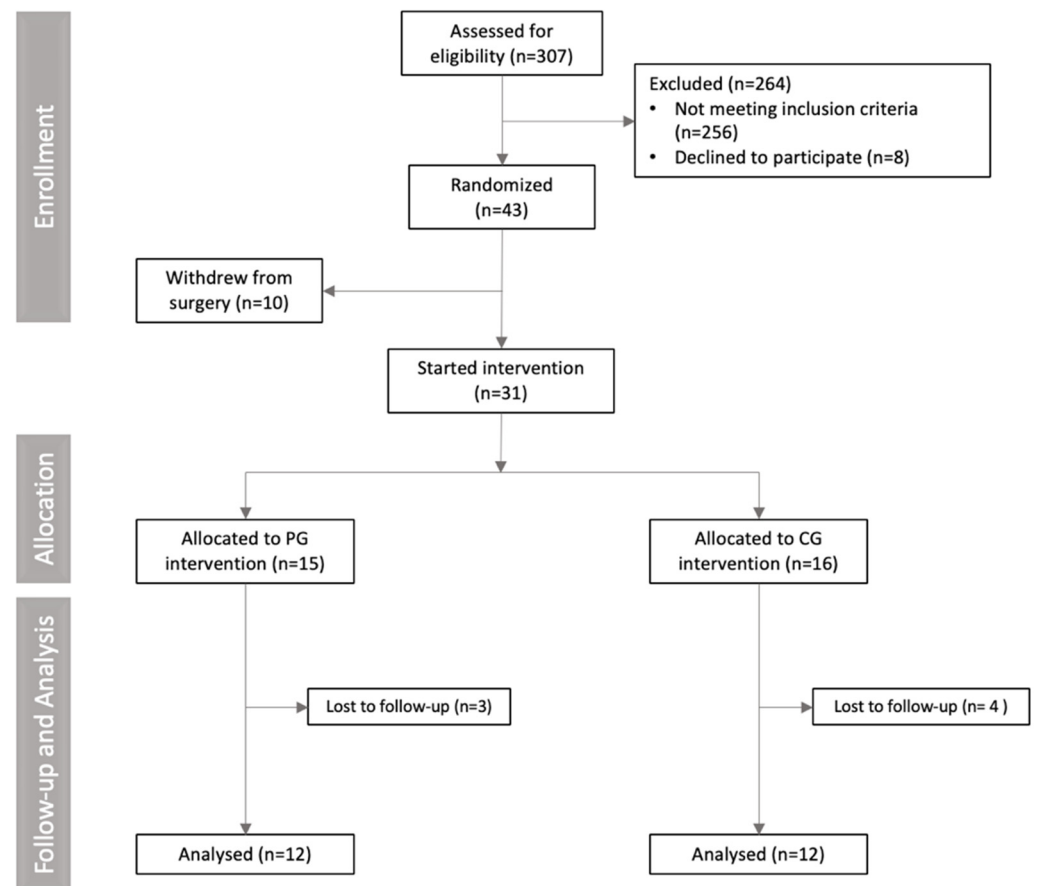 Enrollment
Assessed for
eligibility (n=307)
Excluded (n=264)
• Not meeting inclusion criteria
(n=256)
• Declined to participate (n=8)
Randomized
(n=43)
Withdrew from
surgery (n=10)
Started intervention
(n=31)
Allocation
Allocated to PG
intervention (n=15)
Allocated to CG
intervention (n=16)
Follow-up and Analysis
Lost to follow-up (n=3)
Lost to follow-up (n= 4 )
Analysed (n=12)
Analysed (n=12)